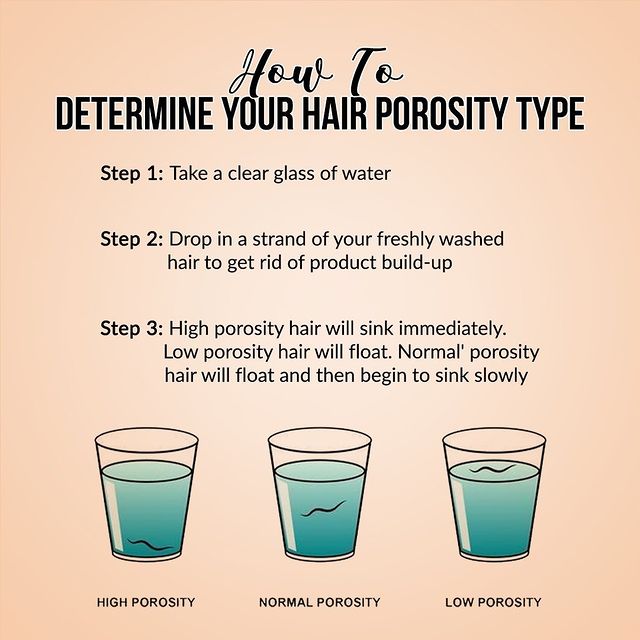 How To
DETERMINE YOUR HAIR POROSITY TYPE
Step 1: Take a clear glass of water
Step 2: Drop in a strand of your freshly washed
hair to get rid of product build-up
Step 3: High porosity hair will sink immediately.
Low porosity hair will float. Normal' porosity
hair will float and then begin to sink slowly
HIGH POROSITY
NORMAL POROSITY
LOW POROSITY